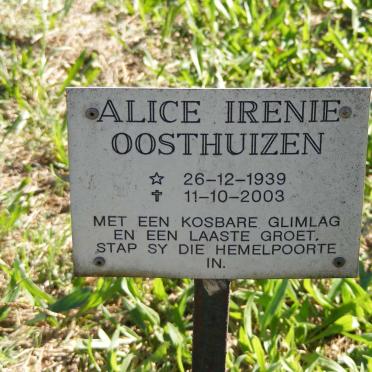 ALICE IRENIE
OOSTHUIZEN
☆ 26-12-1939
✝ 11-10-2003
MET EEN KOSBARE GLIMLAG
EN EEN LAASTE GROET.
STAP SY DIE HEMELPOORTE
IN.